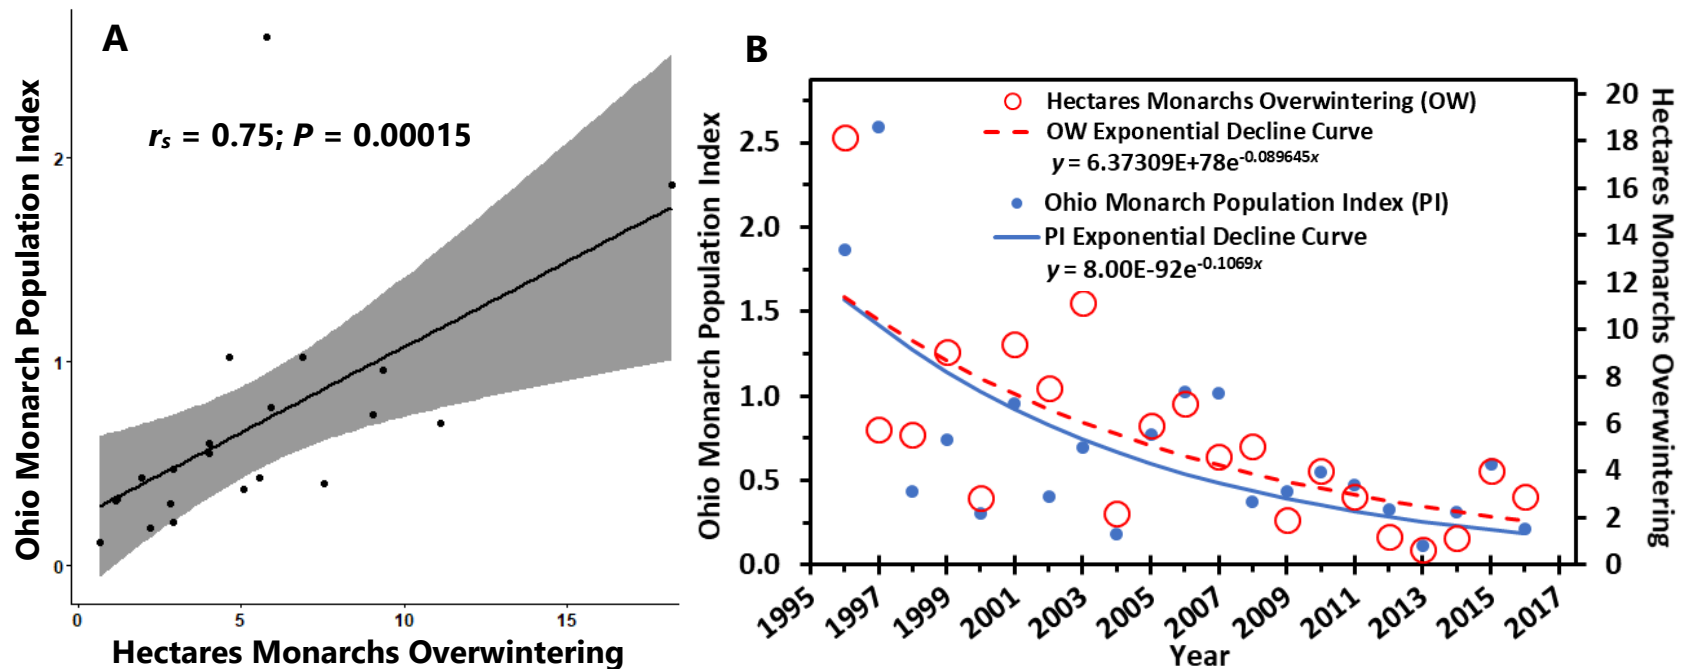 A
Ohio Monarch Population Index
rs = 0.75; P = 0.00015
2
1
0
0
5
10
15
Hectares Monarchs Overwintering
B
Ohio Monarch Population Index
2.5
2.0
1.5
1.0
0.5
0.0
Hectares Monarchs Overwintering (OW)
OW Exponential Decline Curve
y = 6.37309E+78e-0.089645x
Ohio Monarch Population Index (PI)
PI Exponential Decline Curve
y = 8.00E-92e-0.1069x
20
18
16
14
12
10
8
6
4
2
0
Hectares Monarchs Overwintering
1995
1997
1999
2001
2003
2005
2007
2009
2011
2013
2015
2017
Year